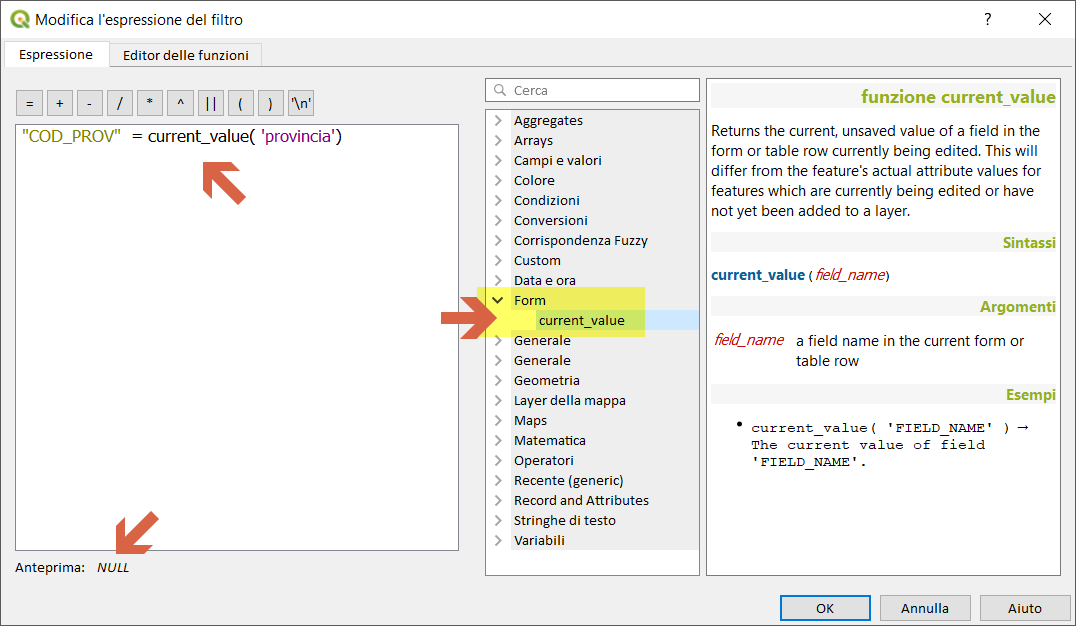 Modifica l'espressione del filtro
?
Espressione
Editor delle funzioni
= + - / * ^ || ( ) '\n'
"COD_PROV" = current_value( 'provincia')
Anteprima: NULL
Cerca
Aggregates
Arrays
Campi e valori
Colore
Condizioni
Conversioni
Corrispondenza Fuzzy
Custom
Data e ora
Form
current_value
Generale
Generale
Geometria
Layer della mappa
Maps
Matematica
Operatori
Recente (generic)
Record and Attributes
Stringhe di testo
Variabili
funzione current_value
Returns the current, unsaved value of a field in the
form or table row currently being edited. This will
differ from the feature's actual attribute values for
features which are currently being edited or have
not yet been added to a layer.
Sintassi
current_value (field_name)
Argomenti
field_name a field name in the current form or
table row
Esempi
• current_value( 'FIELD_NAME' ) →
The current value of field
'FIELD_NAME'.
OK
Annulla
Aiuto